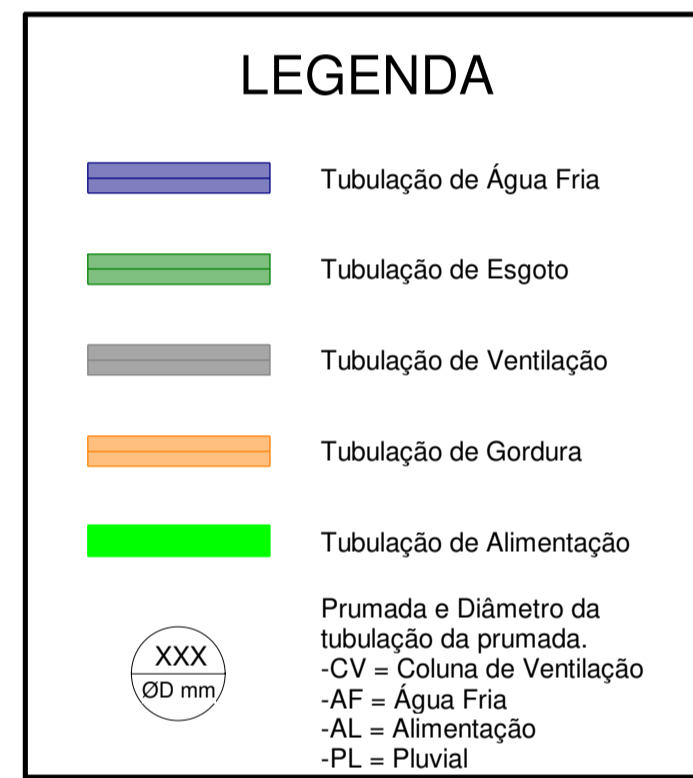 LEGENDA
Tubulação de Água Fria
Tubulação de Esgoto
Tubulação de Ventilação
Tubulação de Gordura
Tubulação de Alimentação
XXX
ØD mm
Prumada e Diâmetro da
tubulação da prumada.
-CV = Coluna de Ventilação
-AF = Água Fria
-AL = Alimentação
-PL = Pluvial